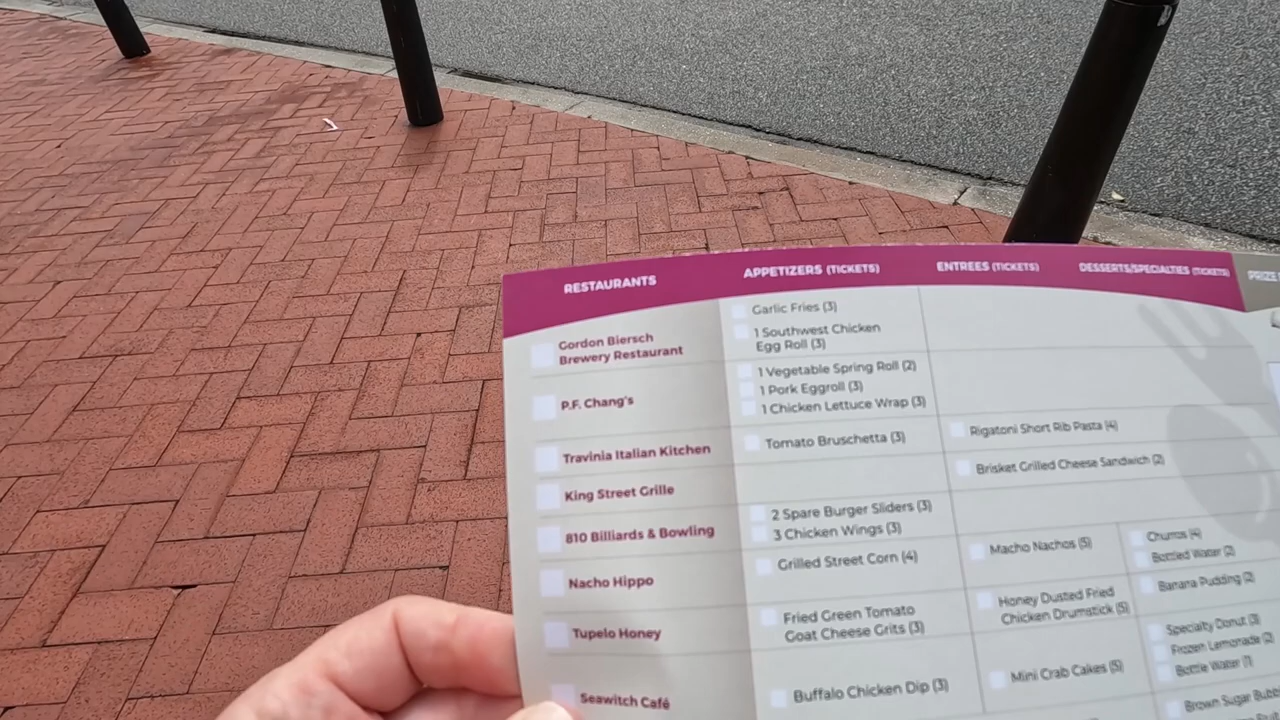 RESTAURANTS APPETIZERS (TICKETS) ENTREES (TICKETS) DESSERTS/SPECIALTIES (TICKETS)
Gordon Biersch
Brewery Restaurant
Garlic Fries (3)
1 Southwest Chicken
Egg Roll (3)
P.F. Chang's
1 Vegetable Spring Roll (2)
1 Pork Eggroll (3)
1 Chicken Lettuce Wrap (3)
Travinia Italian Kitchen
Tomato Bruschetta (3)
Rigatoni Short Rib Pasta (4)
King Street Grille
Brisket Grilled Cheese Sandwich (2)
810 Billiards & Bowling
2 Spare Burger Sliders (3)
3 Chicken Wings (3)
Nacho Hippo
Grilled Street Corn (4)
Macho Nachos (5)
Churros (4)
Bottled Water (2)
Tupelo Honey
Fried Green Tomato
Goat Cheese Grits (3)
Honey Dusted Fried
Chicken Drumstick (5)
Banana Pudding (2)
Seawitch Café
Buffalo Chicken Dip (3)
Mini Crab Cakes (5)
Specialty Donut (3)
Frozen Lemonade (2)
Bottle Water (1)
Brown Sugar